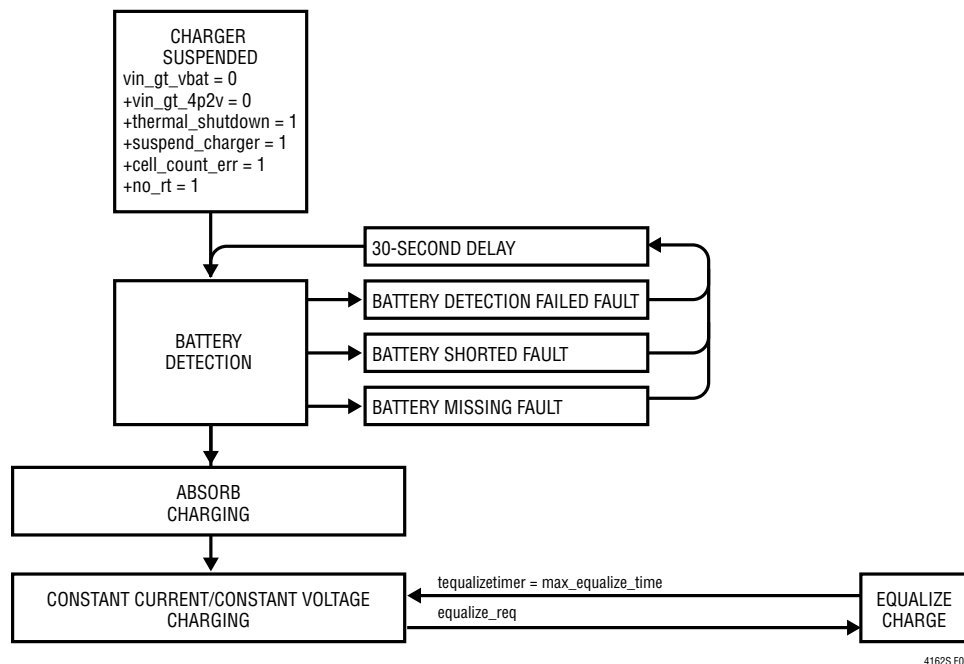 CHARGER
SUSPENDED
vin_gt_vbat = 0
+vin_gt_4p2v = 0
+thermal_shutdown = 1
+suspend_charger = 1
+cell_count_err = 1
+no_rt = 1
30-SECOND DELAY
BATTERY DETECTION FAILED FAULT
BATTERY
DETECTION
BATTERY SHORTED FAULT
BATTERY MISSING FAULT
ABSORB
CHARGING
CONSTANT CURRENT/CONSTANT VOLTAGE
CHARGING
tequalizetimer = max_equalize_time
equalize_req
EQUALIZE
CHARGE